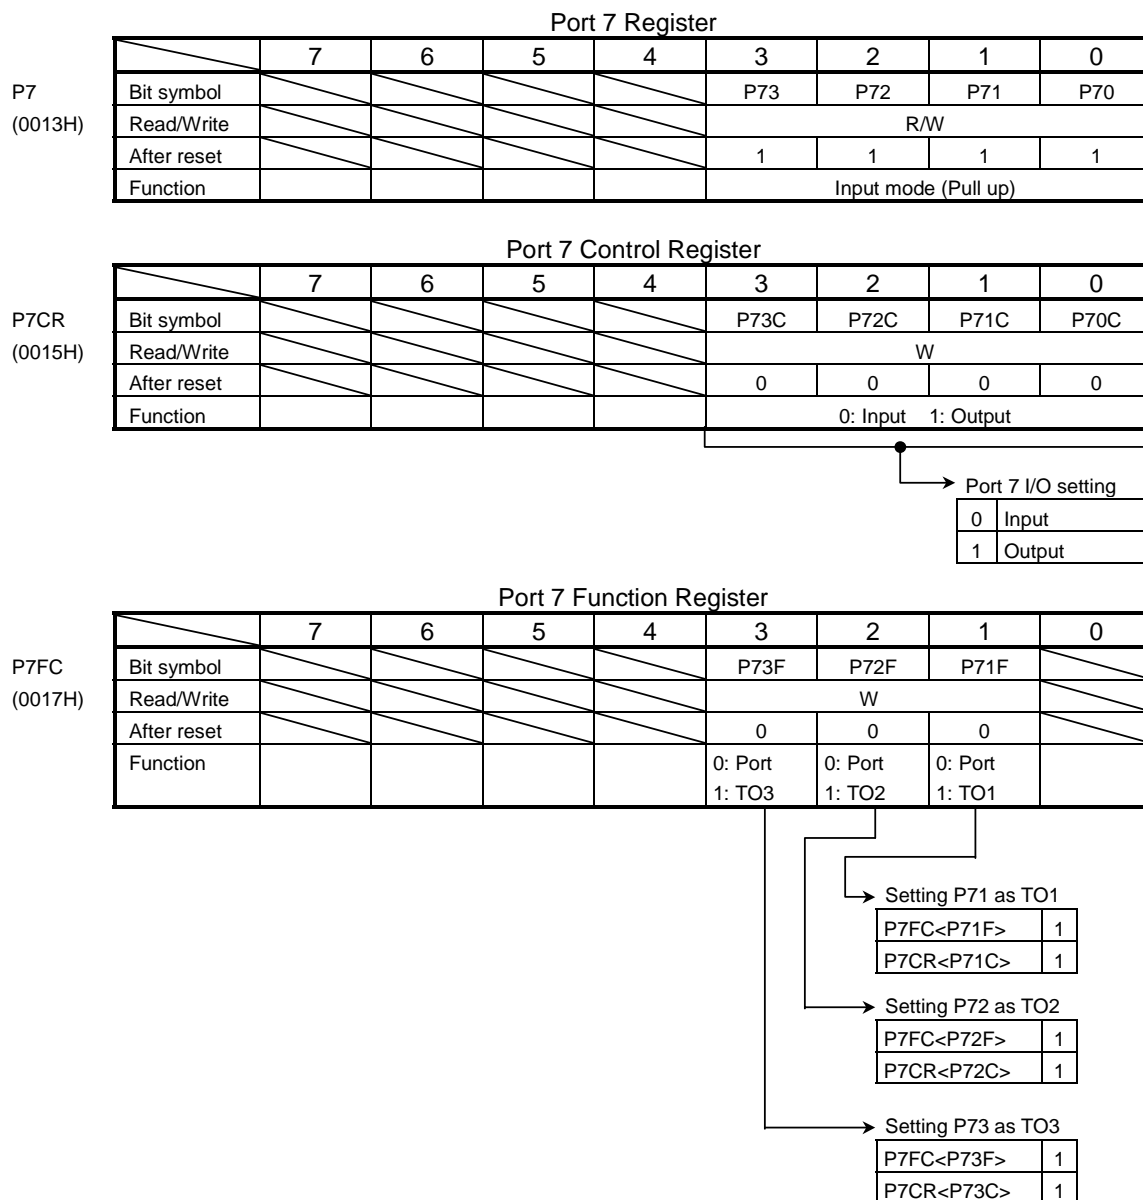 Port 7 Register
7 6 5 4 3 2 1 0
P7 Bit symbol P73 P72 P71 P70
(0013H) Read/Write R/W
After reset 1 1 1 1
Function Input mode (Pull up)
Port 7 Control Register
7 6 5 4 3 2 1 0
P7CR Bit symbol P73C P72C P71C P70C
(0015H) Read/Write W
After reset 0 0 0 0
Function 0: Input 1: Output
Port 7 I/O setting
0 Input
1 Output
Port 7 Function Register
7 6 5 4 3 2 1 0
P7FC Bit symbol P73F P72F P71F
(0017H) Read/Write W
After reset 0 0 0
Function 0: Port 0: Port 0: Port
1: TO3 1: TO2 1: TO1
Setting P71 as TO1
P7FC<P71F> 1
P7CR<P71C> 1
Setting P72 as TO2
P7FC<P72F> 1
P7CR<P72C> 1
Setting P73 as TO3
P7FC<P73F> 1
P7CR<P73C> 1